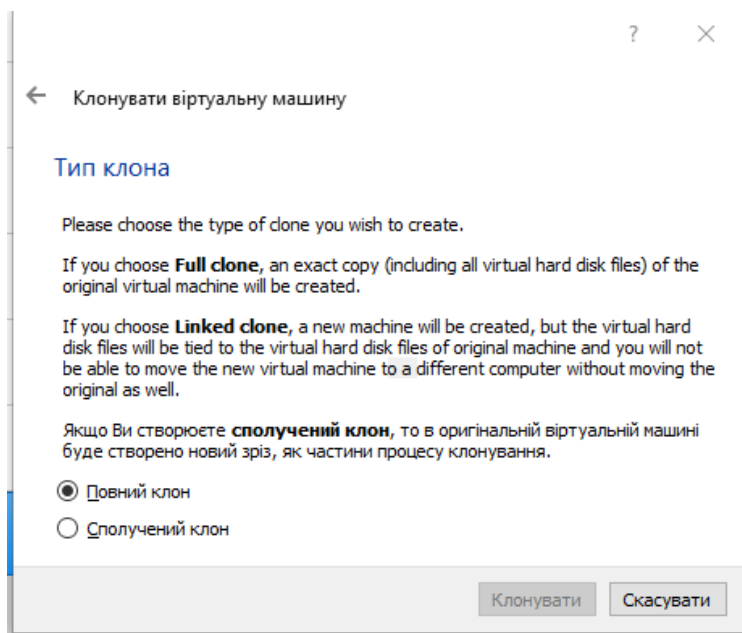 ?
Клонувати віртуальну машину
Тип клона
Please choose the type of clone you wish to create.
If you choose Full clone, an exact copy (including all virtual hard disk files) of the
original virtual machine will be created.
If you choose Linked clone, a new machine will be created, but the virtual hard
disk files will be tied to the virtual hard disk files of original machine and you will not
be able to move the new virtual machine to a different computer without moving the
original as well.
Якщо Ви створюєте сполучений клон, то в оригінальній віртуальній машині
буде створено новий зріз, як частини процесу клонування.
Повний клон
Сполучений клон
Клонувати
Скасувати